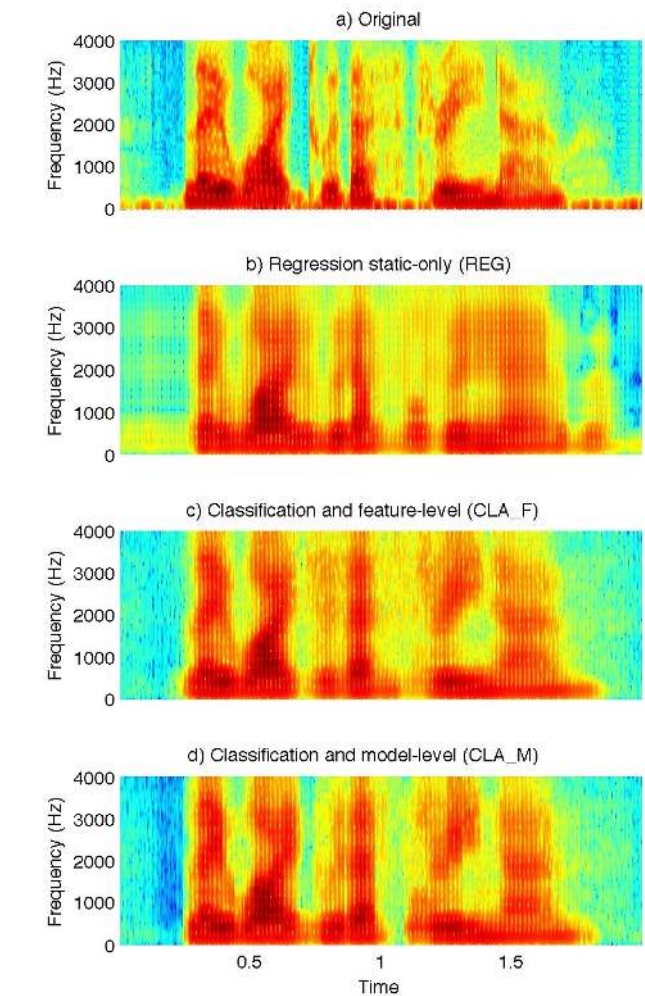 a) Original
4000
3000
2000
1000
0
Frequency (Hz)
b) Regression static-only (REG)
4000
3000
2000
1000
0
Frequency (Hz)
c) Classification and feature-level (CLA_F)
4000
3000
2000
1000
0
Frequency (Hz)
d) Classification and model-level (CLA_M)
4000
3000
2000
1000
0
Frequency (Hz)
0.5 1 1.5
Time